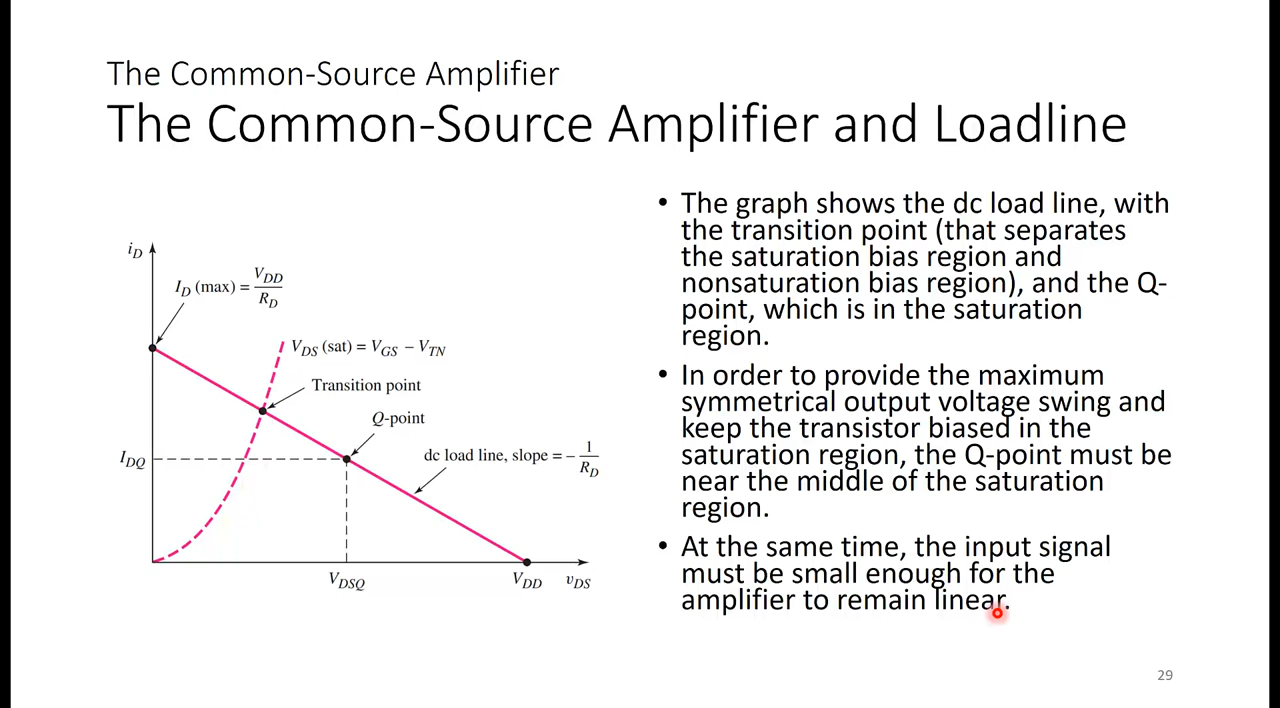 The Common-Source Amplifier
The Common-Source Amplifier and Loadline
i_D
I_D (max) = V_DD / R_D
V_DS (sat) = V_GS − V_TN
Transition point
Q-point
I_DQ
dc load line, slope = − 1 / R_D
V_DSQ
V_DD
v_DS
• The graph shows the dc load line, with
the transition point (that separates
the saturation bias region and
nonsaturation bias region), and the Q-
point, which is in the saturation
region.
• In order to provide the maximum
symmetrical output voltage swing and
keep the transistor biased in the
saturation region, the Q-point must be
near the middle of the saturation
region.
• At the same time, the input signal
must be small enough for the
amplifier to remain linear.
29